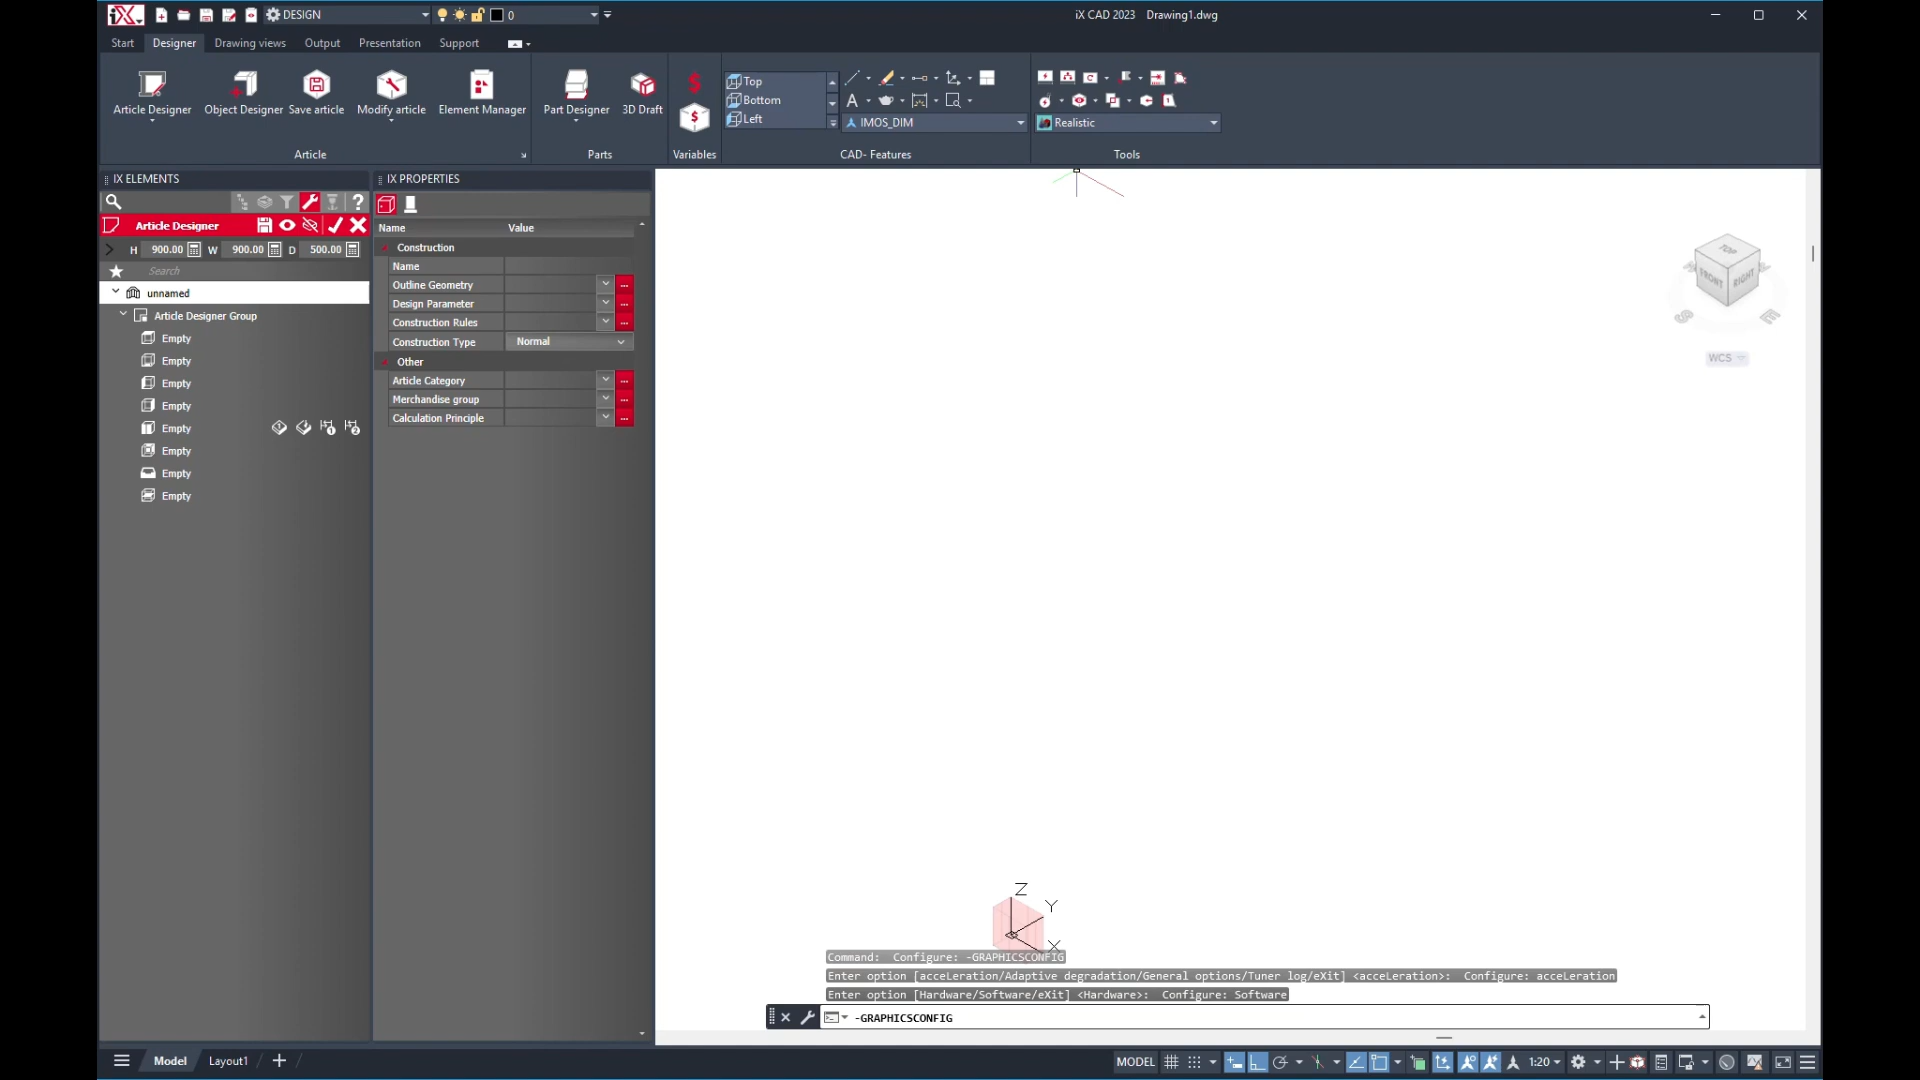 iX
DESIGN
0
iX CAD 2023 Drawing1.dwg
Start
Designer
Drawing views
Output
Presentation
Support
Article Designer
Object Designer
Save article
Modify article
Element Manager
Part Designer
3D Draft
Top
Bottom
Left
IMOS_DIM
Realistic
Article
Parts
Variables
CAD- Features
Tools
IX ELEMENTS
Article Designer
H 900.00 W 900.00 D 500.00
Search
unnamed
Article Designer Group
Empty
Empty
Empty
Empty
Empty
Empty
Empty
Empty
IX PROPERTIES
Name Value
Construction
Name
Outline Geometry
Design Parameter
Construction Rules
Construction Type Normal
Other
Article Category
Merchandise group
Calculation Principle
TOP
FRONT
RIGHT
S
E
WCS
Z
Y
X
Command: Configure: -GRAPHICSCONFIG
Enter option [acceLeration/Adaptive degradation/General options/Tuner log/eXit] <acceLeration>: Configure: acceLeration
Enter option [Hardware/Software/eXit] <Hardware>: Configure: Software
-GRAPHICSCONFIG
Model
Layout1
MODEL
1:20